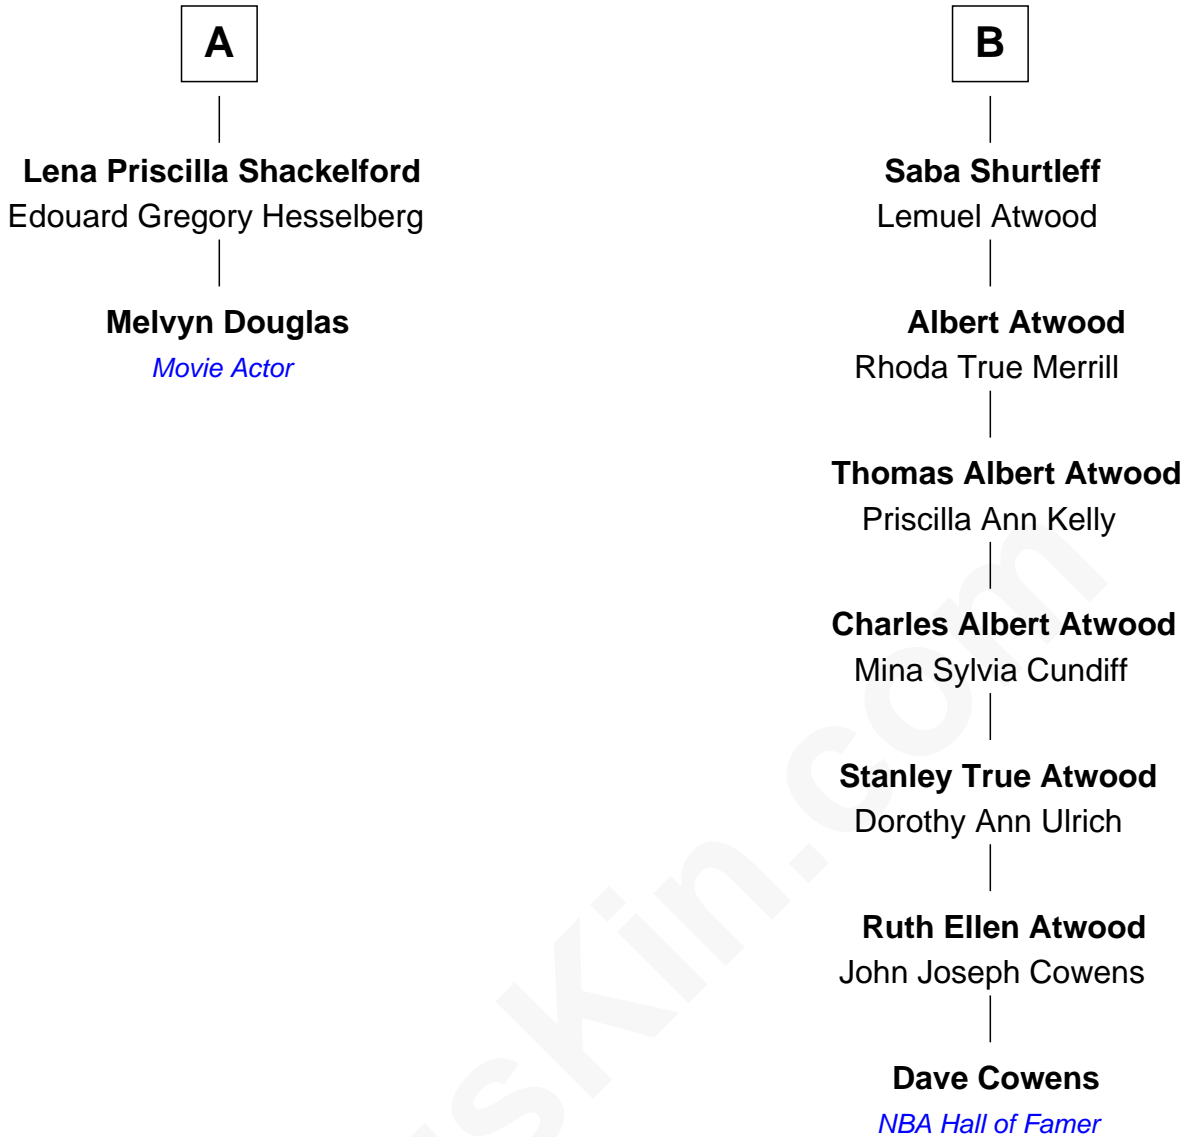 A
Lena Priscilla Shackelford
Edouard Gregory Hesselberg
Melvyn Douglas
Movie Actor
B
Saba Shurtleff
Lemuel Atwood
Albert Atwood
Rhoda True Merrill
Thomas Albert Atwood
Priscilla Ann Kelly
Charles Albert Atwood
Mina Sylvia Cundiff
Stanley True Atwood
Dorothy Ann Ulrich
Ruth Ellen Atwood
John Joseph Cowens
Dave Cowens
NBA Hall of Famer
usKin.com